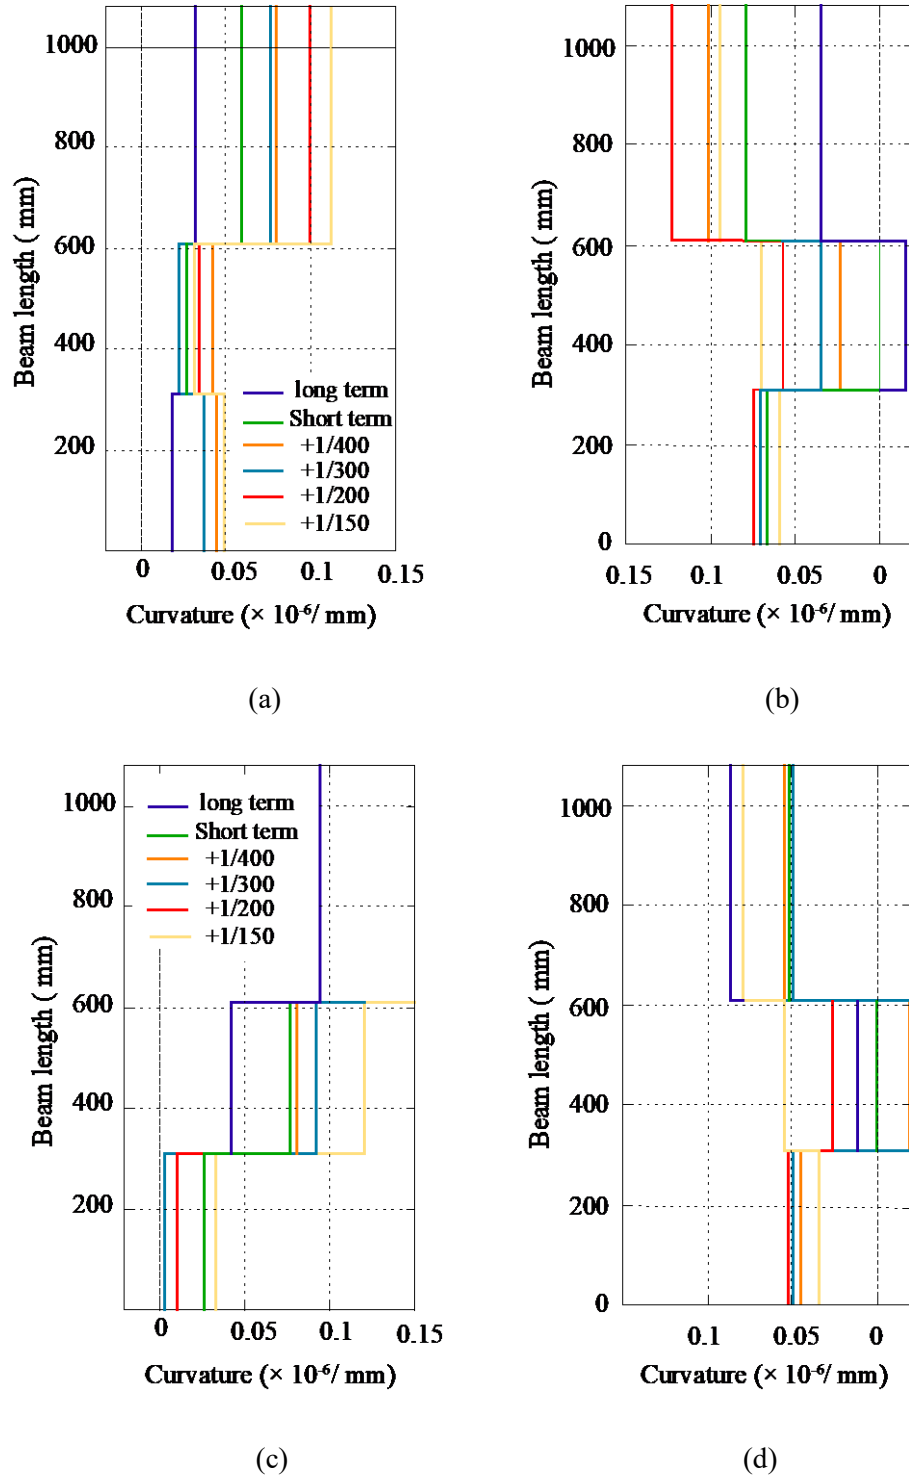 1000
800
600
400
200
Beam length ( mm)
long term
Short term
+1/400
+1/300
+1/200
+1/150
0 0.05 0.1 0.15
Curvature (× 10⁻⁶/ mm)
(a)
1000
800
600
400
200
0
Beam length ( mm)
0.15 0.1 0.05 0
Curvature (× 10⁻⁶/ mm)
(b)
1000
800
600
400
200
Beam length ( mm)
long term
Short term
+1/400
+1/300
+1/200
+1/150
0 0.05 0.1 0.15
Curvature (× 10⁻⁶/ mm)
(c)
1000
800
600
400
200
0
Beam length ( mm)
0.1 0.05 0
Curvature (× 10⁻⁶/ mm)
(d)